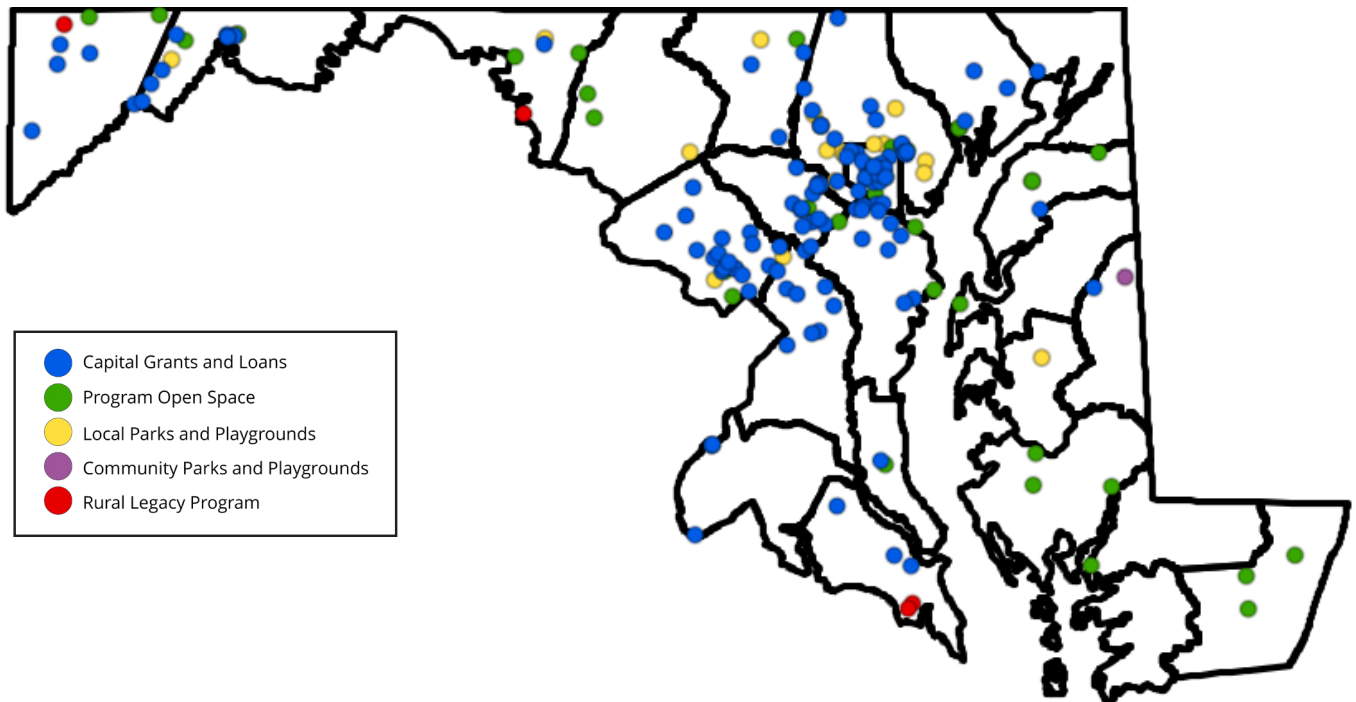 Capital Grants and Loans
Program Open Space
Local Parks and Playgrounds
Community Parks and Playgrounds
Rural Legacy Program